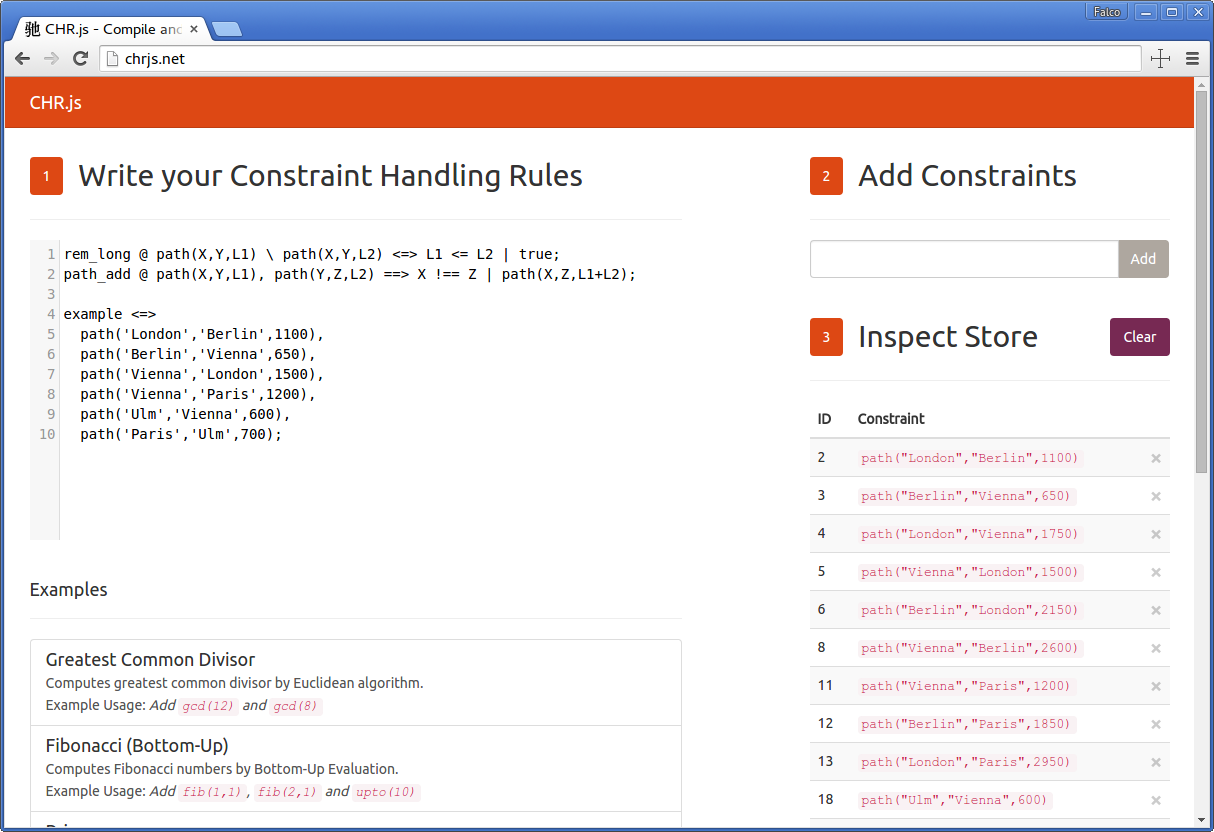 Falco
驰 CHR.js - Compile and ×
chrjs.net
CHR.js
1 Write your Constraint Handling Rules
1 rem_long @ path(X,Y,L1) \ path(X,Y,L2) <=> L1 <= L2 | true;
2 path_add @ path(X,Y,L1), path(Y,Z,L2) ==> X !== Z | path(X,Z,L1+L2);
3
4 example <=>
5 path('London','Berlin',1100),
6 path('Berlin','Vienna',650),
7 path('Vienna','London',1500),
8 path('Vienna','Paris',1200),
9 path('Ulm','Vienna',600),
10 path('Paris','Ulm',700);
Examples
Greatest Common Divisor
Computes greatest common divisor by Euclidean algorithm.
Example Usage: Add gcd(12) and gcd(8)
Fibonacci (Bottom-Up)
Computes Fibonacci numbers by Bottom-Up Evaluation.
Example Usage: Add fib(1,1), fib(2,1) and upto(10)
2 Add Constraints
Add
3 Inspect Store
Clear
ID Constraint
2 path("London","Berlin",1100) ×
3 path("Berlin","Vienna",650) ×
4 path("London","Vienna",1750) ×
5 path("Vienna","London",1500) ×
6 path("Berlin","London",2150) ×
8 path("Vienna","Berlin",2600) ×
11 path("Vienna","Paris",1200) ×
12 path("Berlin","Paris",1850) ×
13 path("London","Paris",2950) ×
18 path("Ulm","Vienna",600) ×